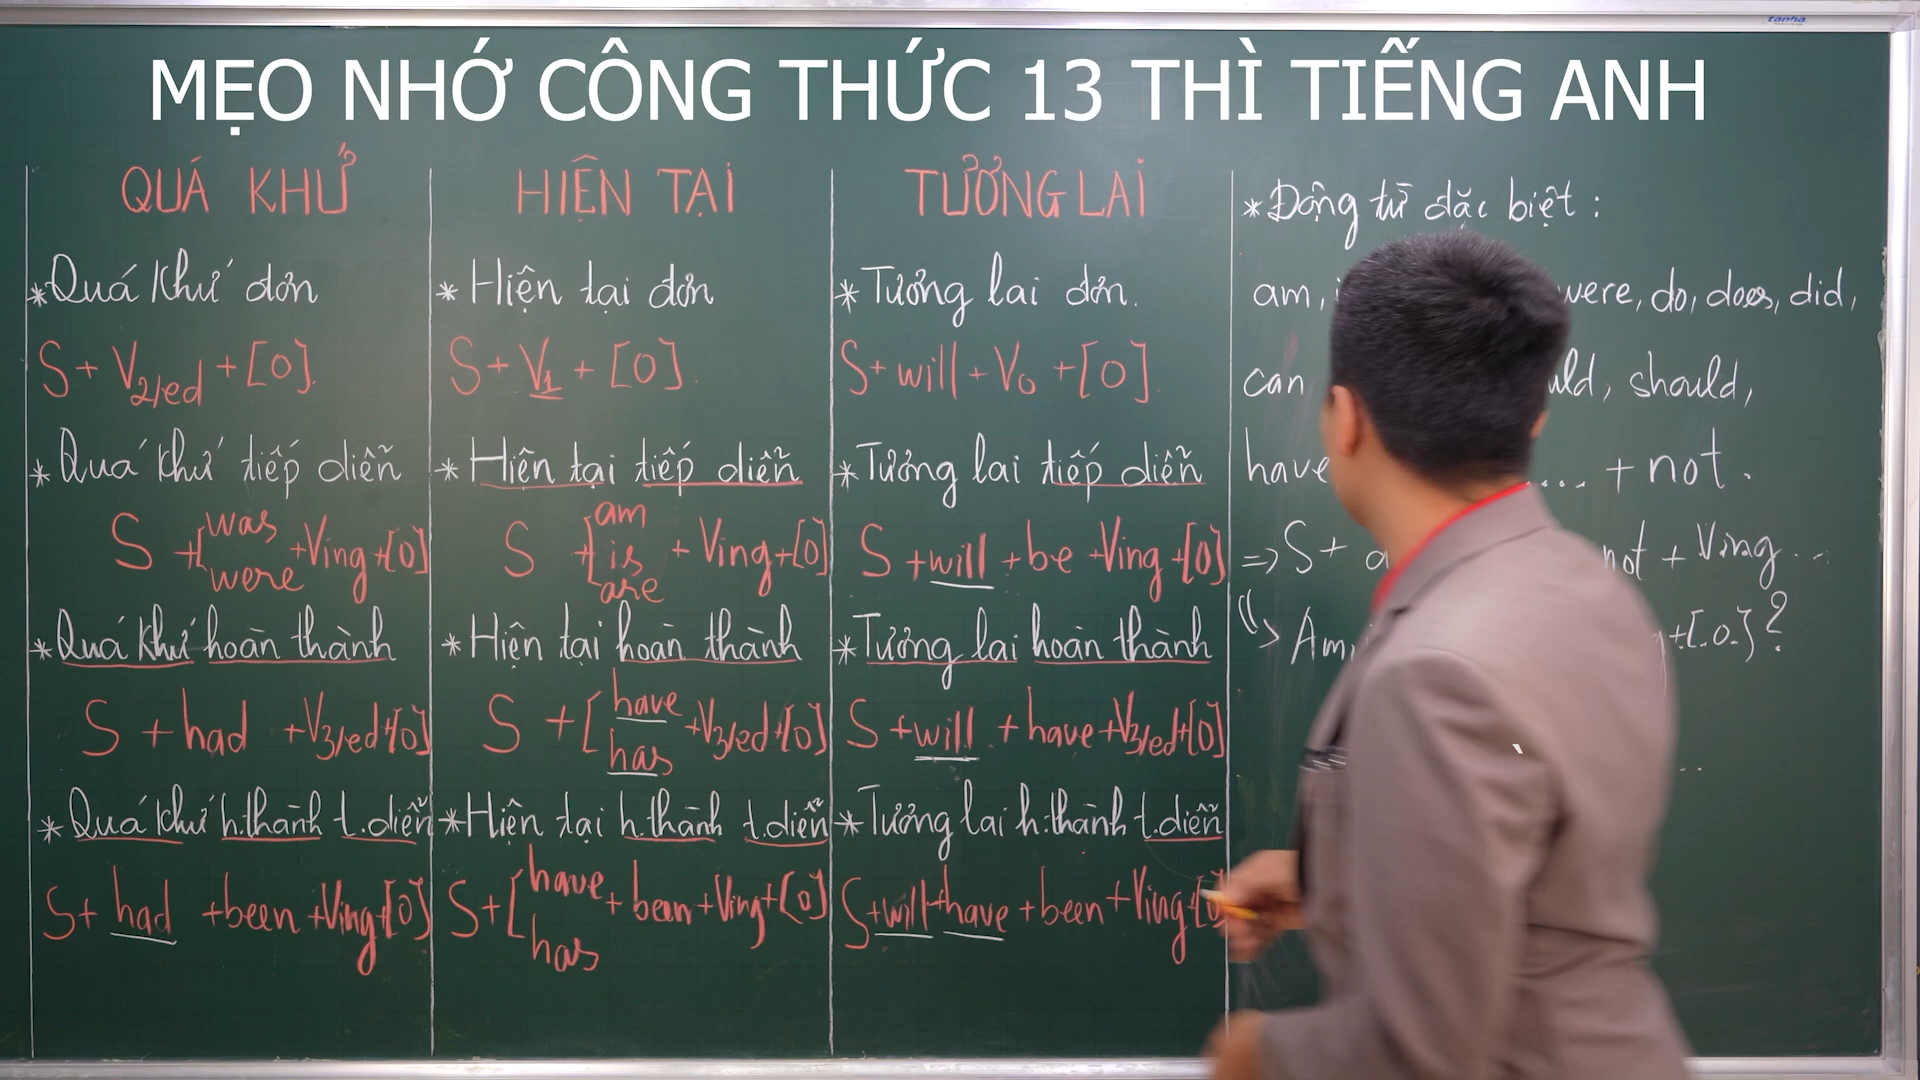 tanha
MẸO NHỚ CÔNG THỨC 13 THÌ TIẾNG ANH
QUÁ KHỨ
*Quá khứ đơn
S + V2/ed + [O].
* Quá khứ tiếp diễn
S + [was were + Ving + [O]
* Quá khứ hoàn thành
S + had + V3/ed + [O]
* Quá khứ h.thành t.diễn
S + had + been + Ving + [O]
HIỆN TẠI
* Hiện tại đơn
S + V1 + [O].
* Hiện tại tiếp diễn
S + [am is are + Ving + [O]
* Hiện tại hoàn thành
S + [have has + V3/ed + [O]
* Hiện tại h.thành t.diễn
S + [have has + been + Ving + [O]
TƯƠNG LAI
* Tương lai đơn.
S + will + V0 + [O].
* Tương lai tiếp diễn
S + will + be + Ving + [O]
* Tương lai hoàn thành
S + will + have + V3/ed + [O]
* Tương lai h.thành t.diễn
S + will + have + been + Ving + [O]
* Động từ đặc biệt :
am, were, do, does, did,
can should,
have .... + not.
=> S + not + Ving ...
Am, +[.O.]?